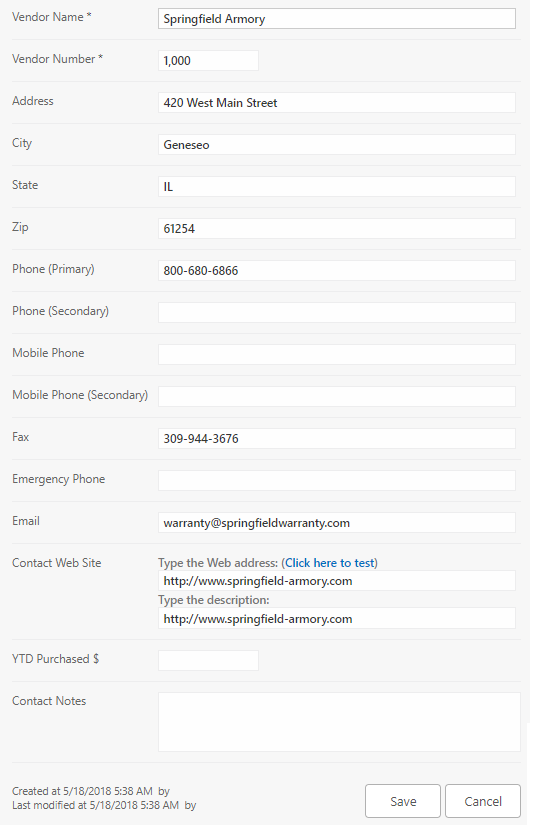 Vendor Name * Springfield Armory
Vendor Number * 1,000
Address 420 West Main Street
City Geneseo
State IL
Zip 61254
Phone (Primary) 800-680-6866
Phone (Secondary)
Mobile Phone
Mobile Phone (Secondary)
Fax 309-944-3676
Emergency Phone
Email warranty@springfieldwarranty.com
Contact Web Site Type the Web address: (Click here to test)
http://www.springfield-armory.com
Type the description:
http://www.springfield-armory.com
YTD Purchased $
Contact Notes
Created at 5/18/2018 5:38 AM by
Last modified at 5/18/2018 5:38 AM by
Save Cancel